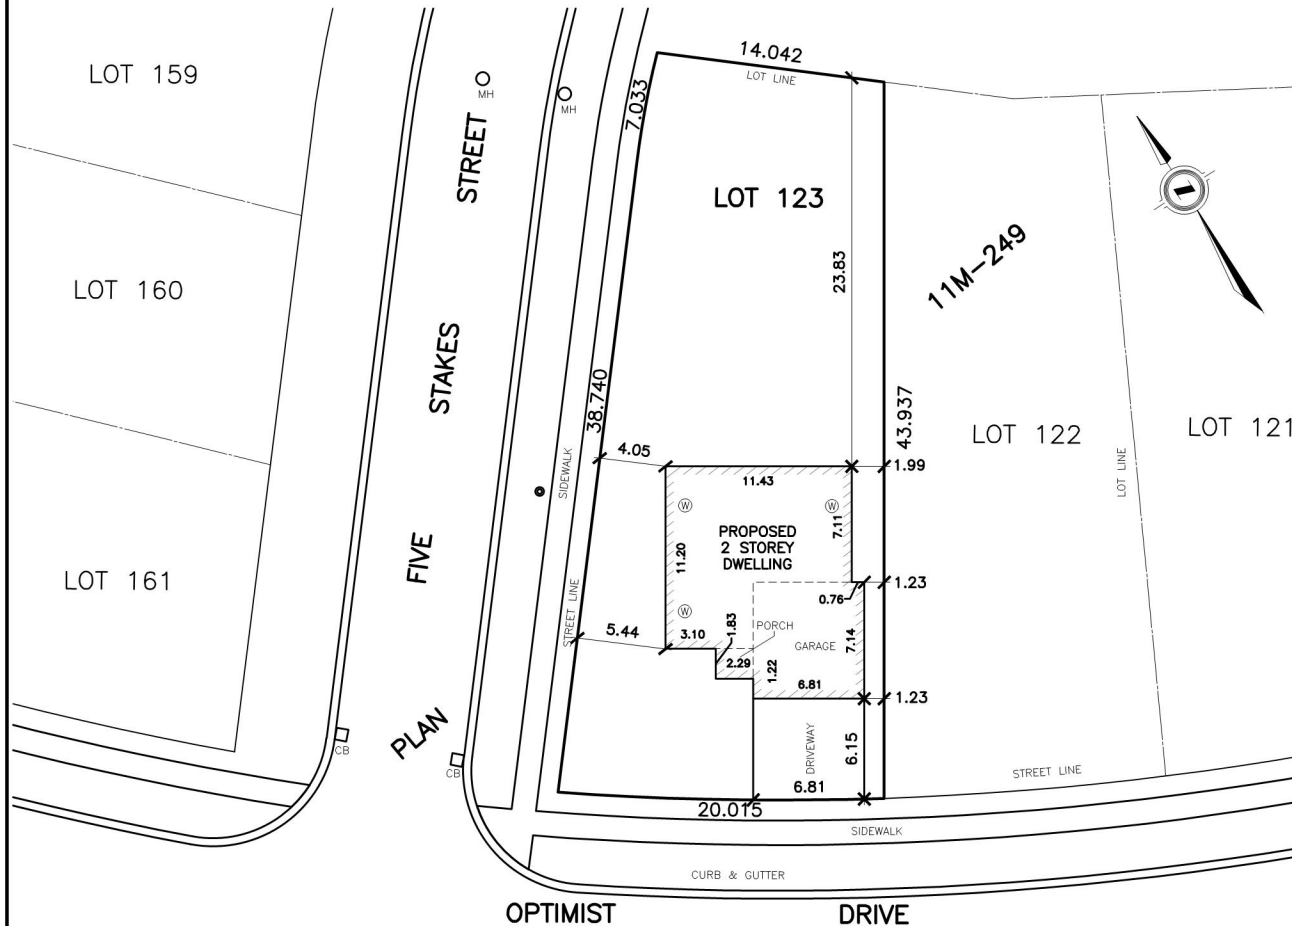 14.042
LOT LINE
LOT 159
MH
MH
7.033
STREET
LOT 123
LOT 160
23.83
11M-249
STAKES
38.740
43.937
LOT 122
LOT 121
LOT LINE
4.05
1.99
SIDEWALK
11.43
W
W
7.11
PROPOSED
2 STOREY
DWELLING
11.20
FIVE
LOT 161
1.23
0.76
STREET LINE
W
5.44
3.10
1.83
PORCH
GARAGE
7.14
2.29
1.22
6.81
1.23
PLAN
CB
CB
DRIVEWAY
6.15
STREET LINE
6.81
20.015
SIDEWALK
CURB & GUTTER
OPTIMIST DRIVE